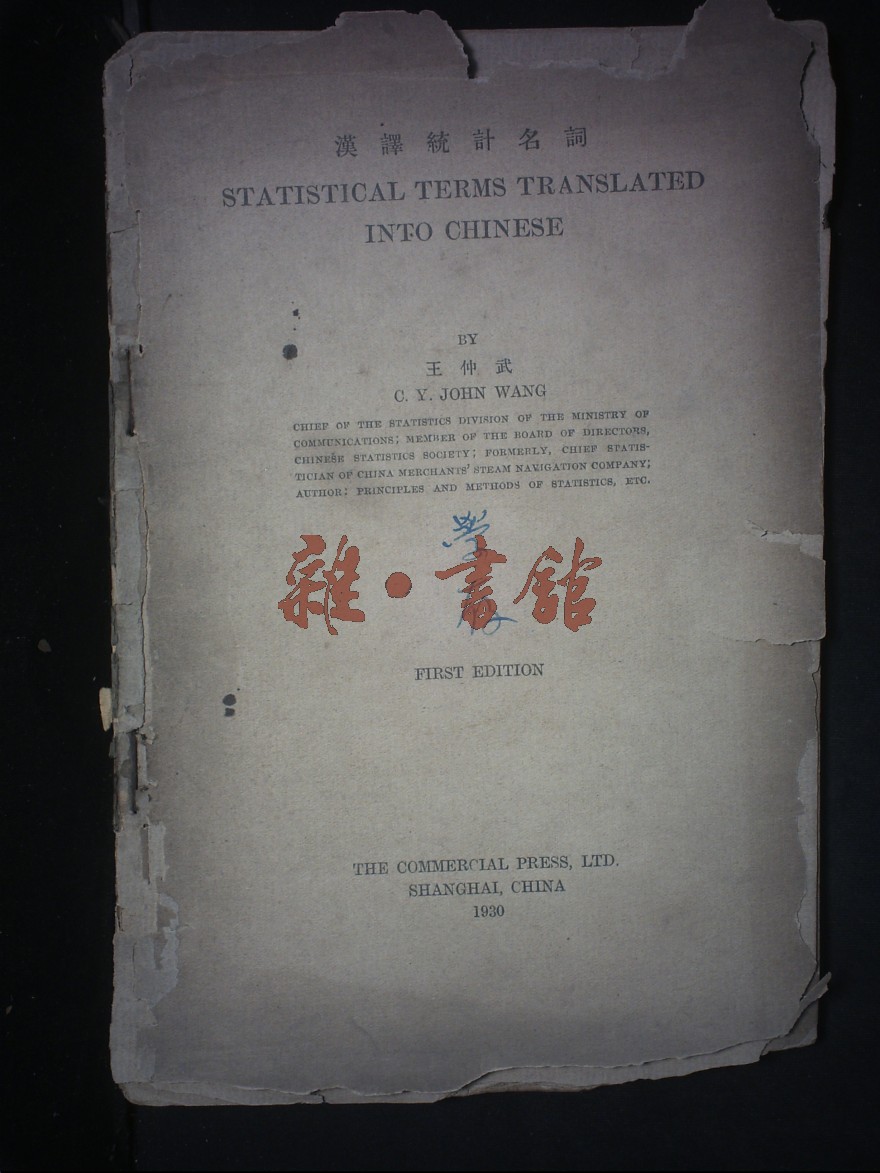 漢譯統計名詞
STATISTICAL TERMS TRANSLATED
INTO CHINESE
BY
王仲武
C. Y. JOHN WANG
CHIEF OF THE STATISTICS DIVISION OF THE MINISTRY OF
COMMUNICATIONS; MEMBER OF THE BOARD OF DIRECTORS,
CHINESE STATISTICS SOCIETY; FORMERLY, CHIEF STATIS-
TICIAN OF CHINA MERCHANTS' STEAM NAVIGATION COMPANY;
AUTHOR: PRINCIPLES AND METHODS OF STATISTICS, ETC.
雜·書館
FIRST EDITION
THE COMMERCIAL PRESS, LTD.
SHANGHAI, CHINA
1930